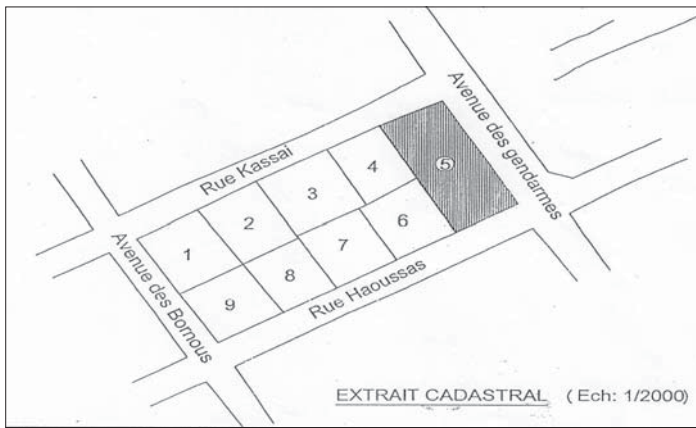 Avenue des gendarmes
Rue Kassai
5
4
3
2
1
6
7
8
9
Avenue des Bornous
Rue Haoussas
EXTRAIT CADASTRAL ( Ech: 1/2000)